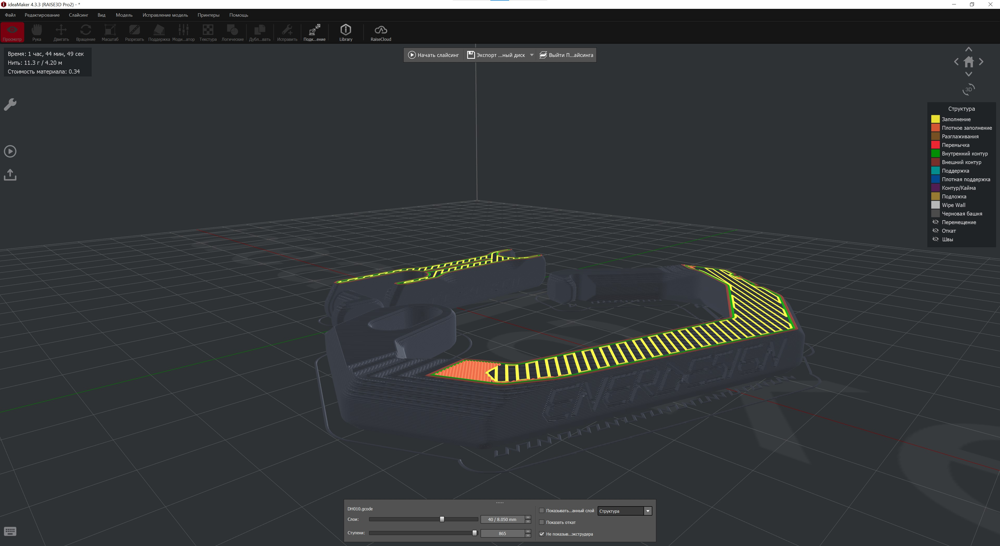 ideaMaker 4.3.3 (RAISE3D Pro2) - *
Файл Редактирование Слайсинг Вид Модель Исправление модель Принтеры Помощь
Просмотр Рука Двигать Вращение Масштаб Разрезать Поддержка Моди...атор Текстура Логические Дубл...вать Исправить Подк...ение Library RaiseCloud
Время: 1 час, 44 мин, 49 сек
Нить: 11.3 г / 4.20 м
Стоимость материала: 0.34
Начать слайсинг Экспорт ...ный диск Выйти П...айсинга
3D
Структура
Заполнение
Плотное заполнение
Разглаживания
Перемычка
Внутренний контур
Внешний контур
Поддержка
Плотная поддержка
Контур/Кайма
Подложка
Wipe Wall
Черновая башня
Перемещение
Откат
Швы
DH010.gcode
Слои: 40 / 8.050 mm
Ступени: 865
Показывать...анный слой Структура
Показать откат
Не показыв...экструдера